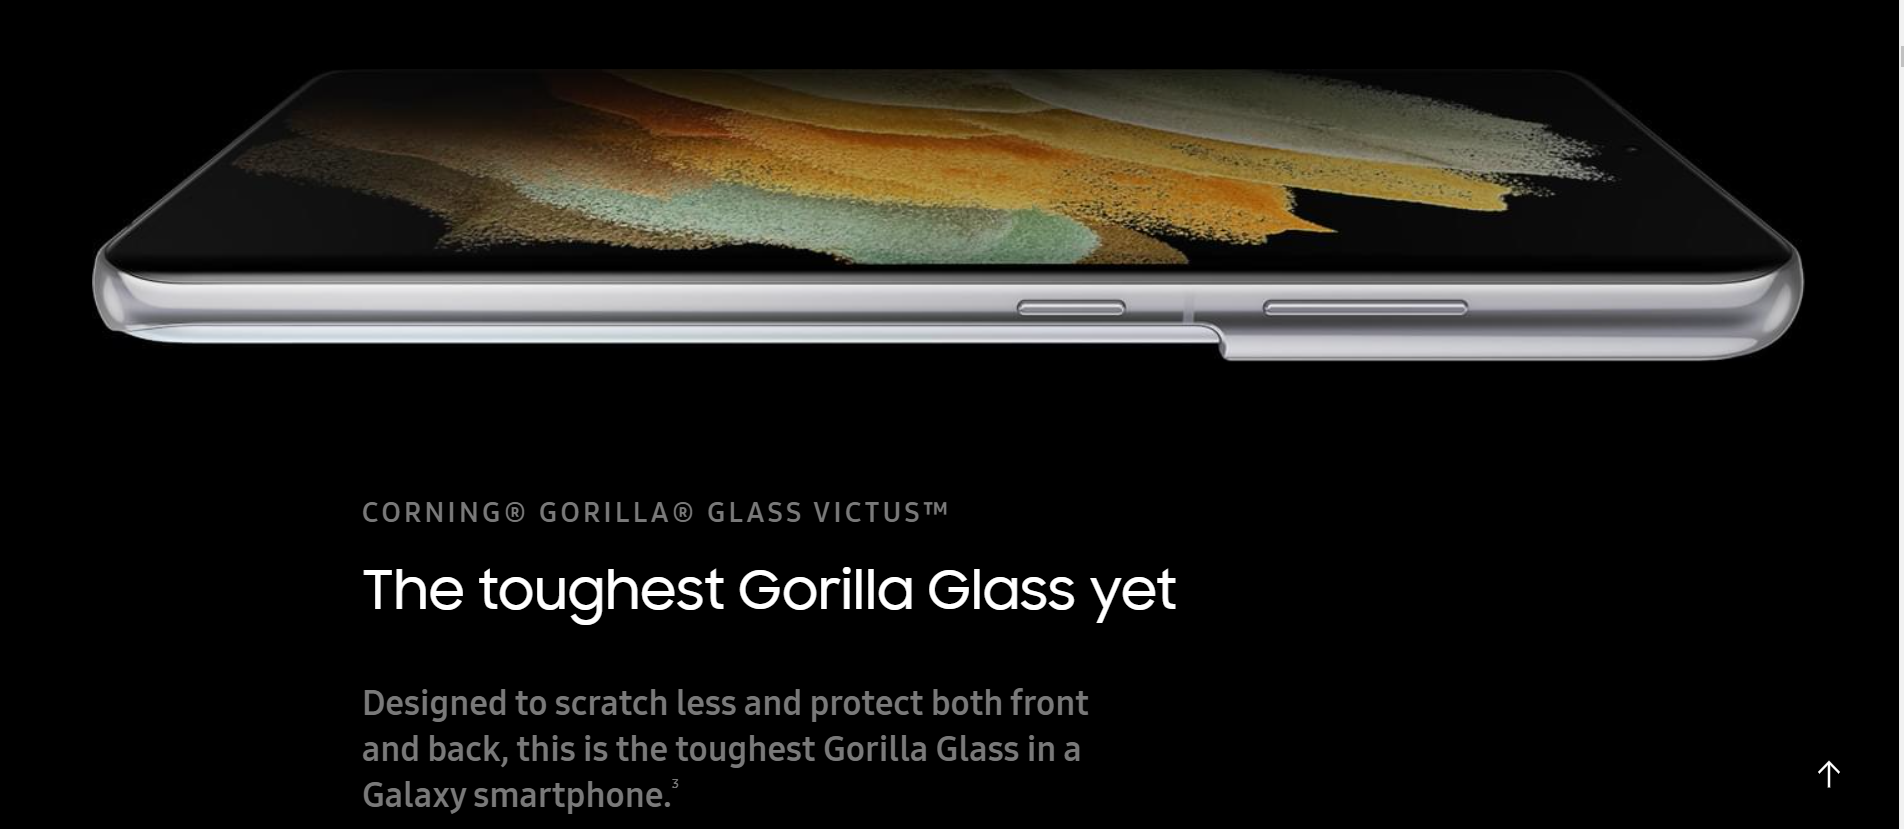 CORNING® GORILLA® GLASS VICTUS™
The toughest Gorilla Glass yet
Designed to scratch less and protect both front
and back, this is the toughest Gorilla Glass in a
Galaxy smartphone.³